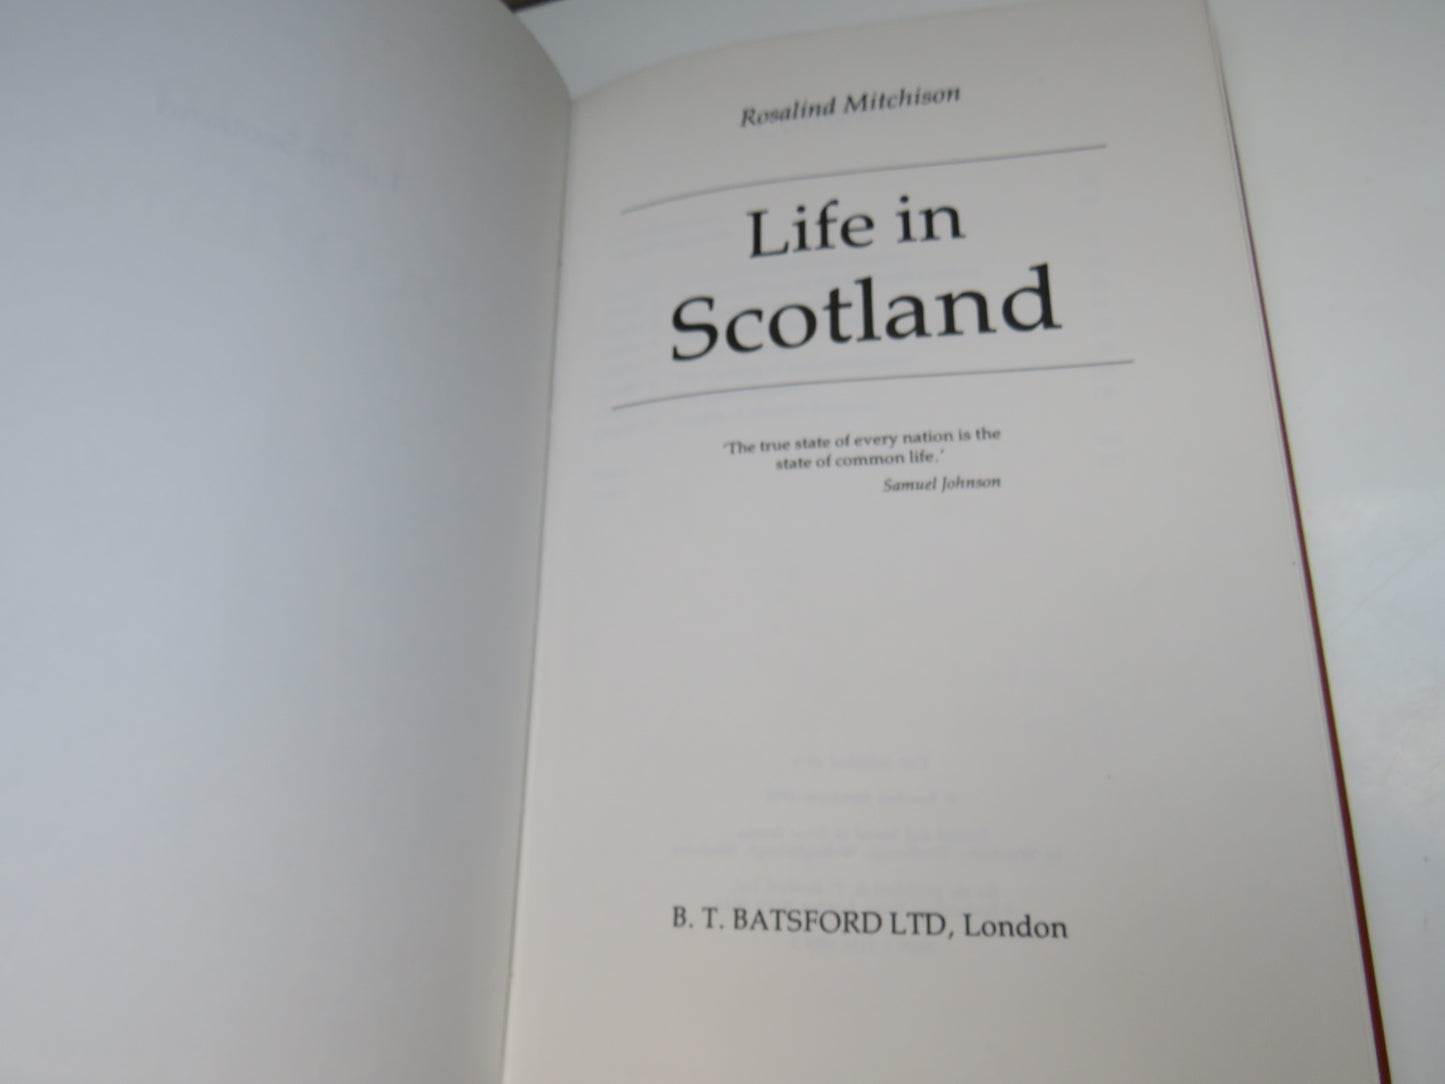 Rosalind Mitchison
Life in
Scotland
'The true state of every nation is the
state of common life.'
Samuel Johnson
B. T. BATSFORD LTD, London